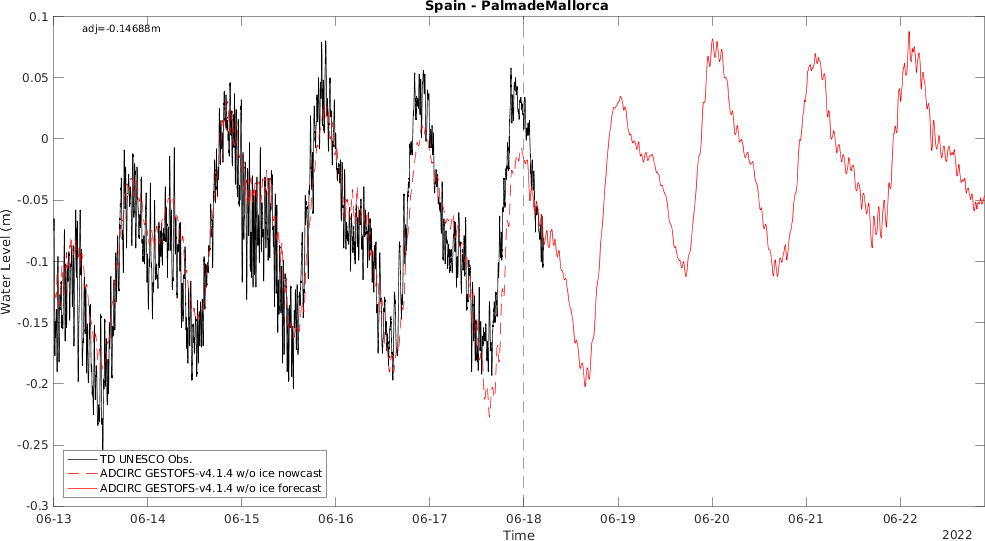 Spain - PalmadeMallorca
adj=-0.14688m
0.1
0.05
0
-0.05
-0.1
-0.15
-0.2
-0.25
-0.3
Water Level (m)
TD UNESCO Obs.
ADCIRC GESTOFS-v4.1.4 w/o ice nowcast
ADCIRC GESTOFS-v4.1.4 w/o ice forecast
06-13 06-14 06-15 06-16 06-17 06-18 06-19 06-20 06-21 06-22
Time
2022